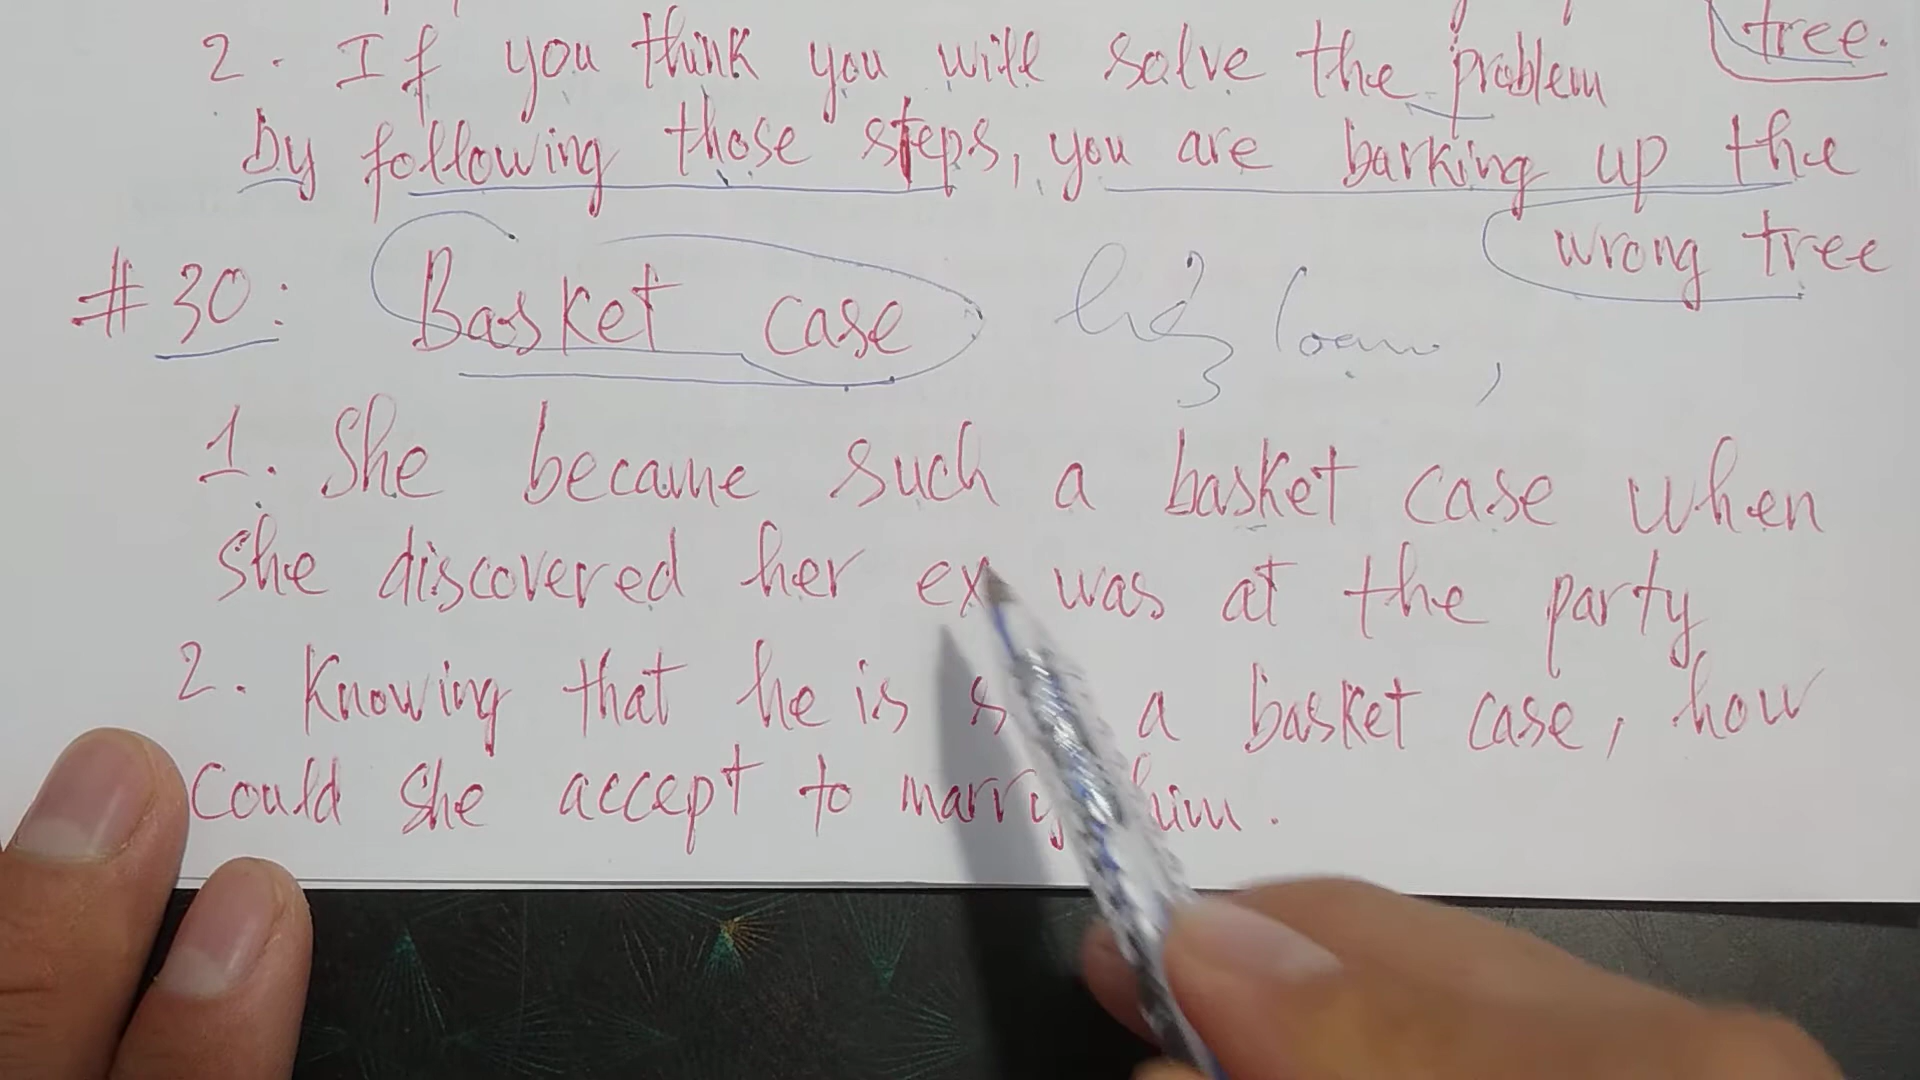 tree.
2. If you think you will solve the problem
By following those steps, you are barking up the
wrong tree
#30: Basket case
1. She became such a basket case when
she discovered her ex was at the party
2. Knowing that he is a basket case, how
could she accept to marry him.